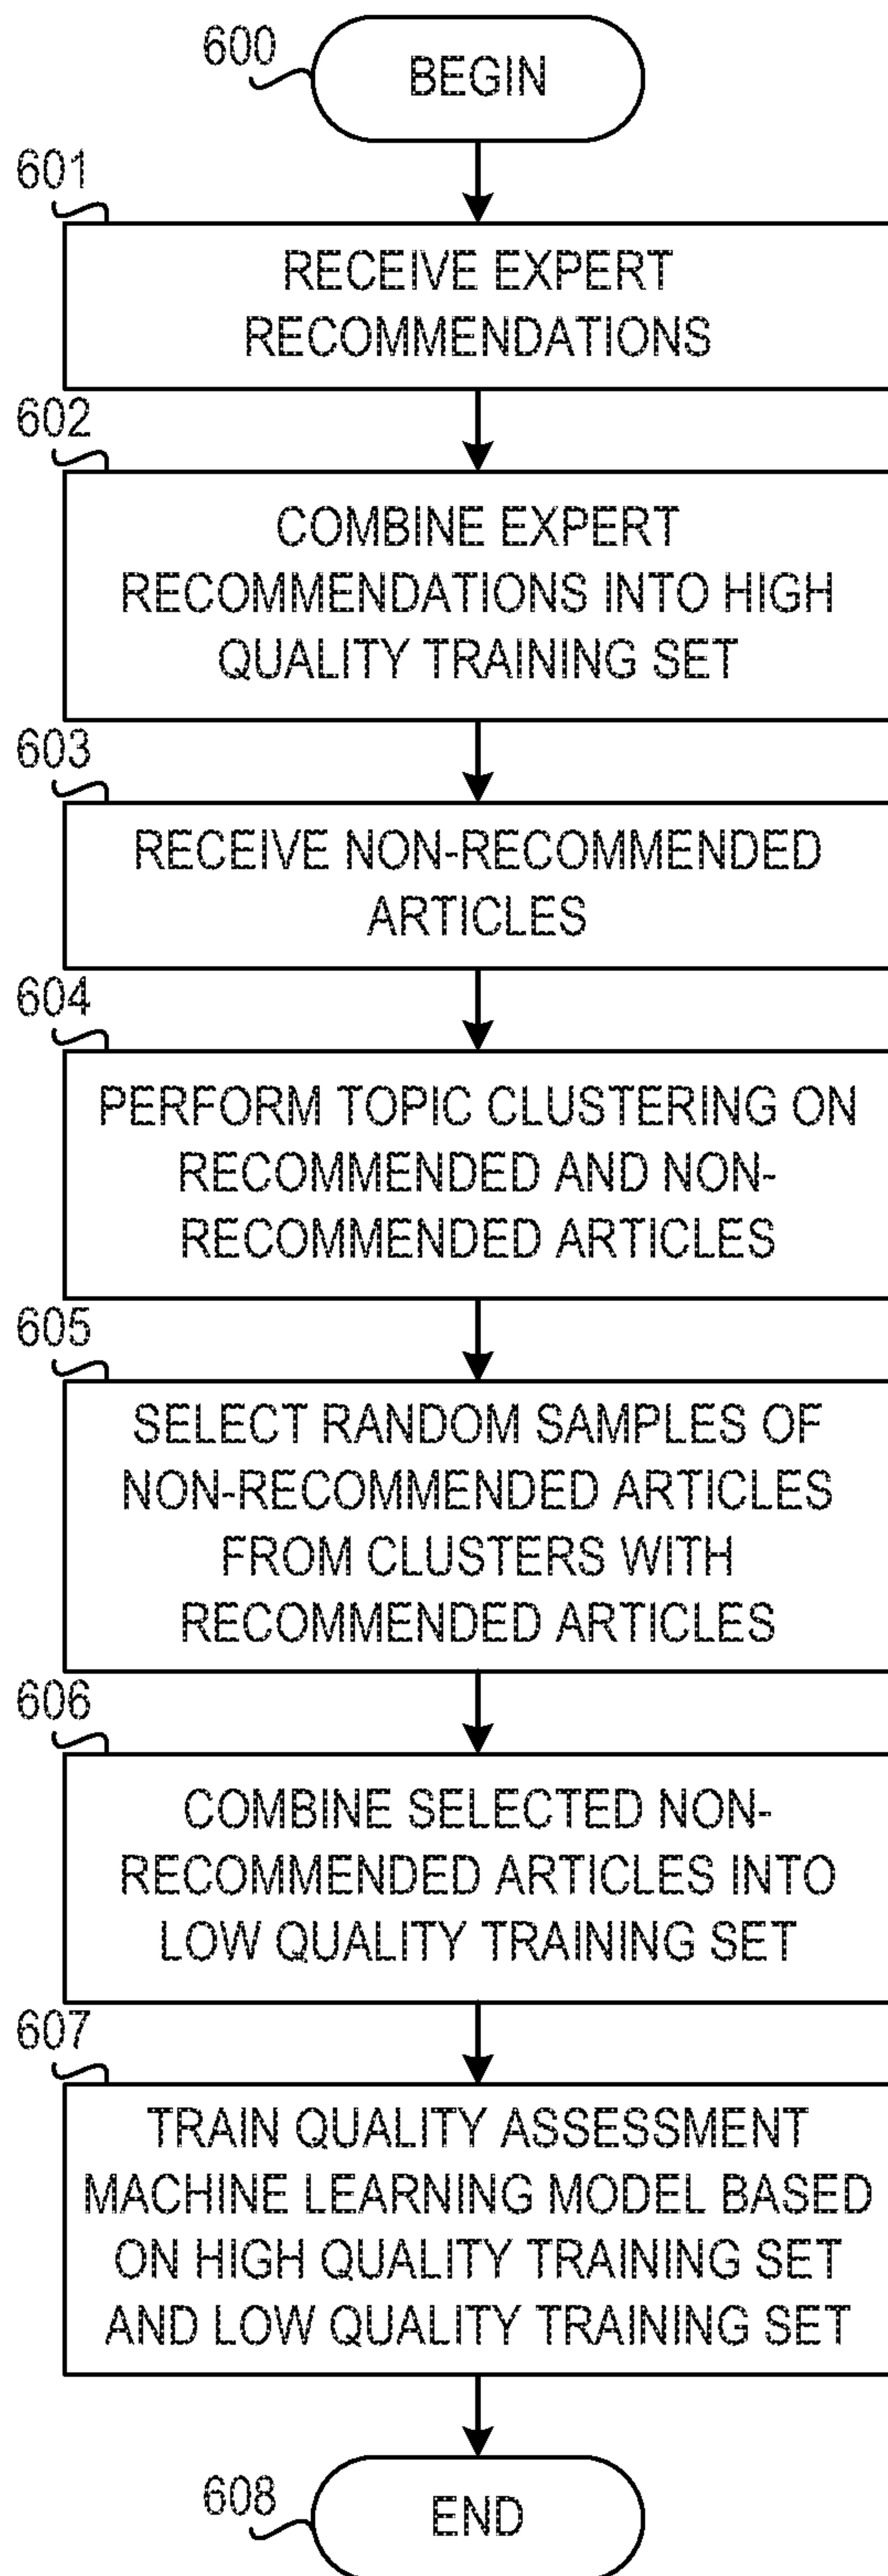 600
BEGIN
601
RECEIVE EXPERT
RECOMMENDATIONS
602
COMBINE EXPERT
RECOMMENDATIONS INTO HIGH
QUALITY TRAINING SET
603
RECEIVE NON-RECOMMENDED
ARTICLES
604
PERFORM TOPIC CLUSTERING ON
RECOMMENDED AND NON-
RECOMMENDED ARTICLES
605
SELECT RANDOM SAMPLES OF
NON-RECOMMENDED ARTICLES
FROM CLUSTERS WITH
RECOMMENDED ARTICLES
606
COMBINE SELECTED NON-
RECOMMENDED ARTICLES INTO
LOW QUALITY TRAINING SET
607
TRAIN QUALITY ASSESSMENT
MACHINE LEARNING MODEL BASED
ON HIGH QUALITY TRAINING SET
AND LOW QUALITY TRAINING SET
608
END